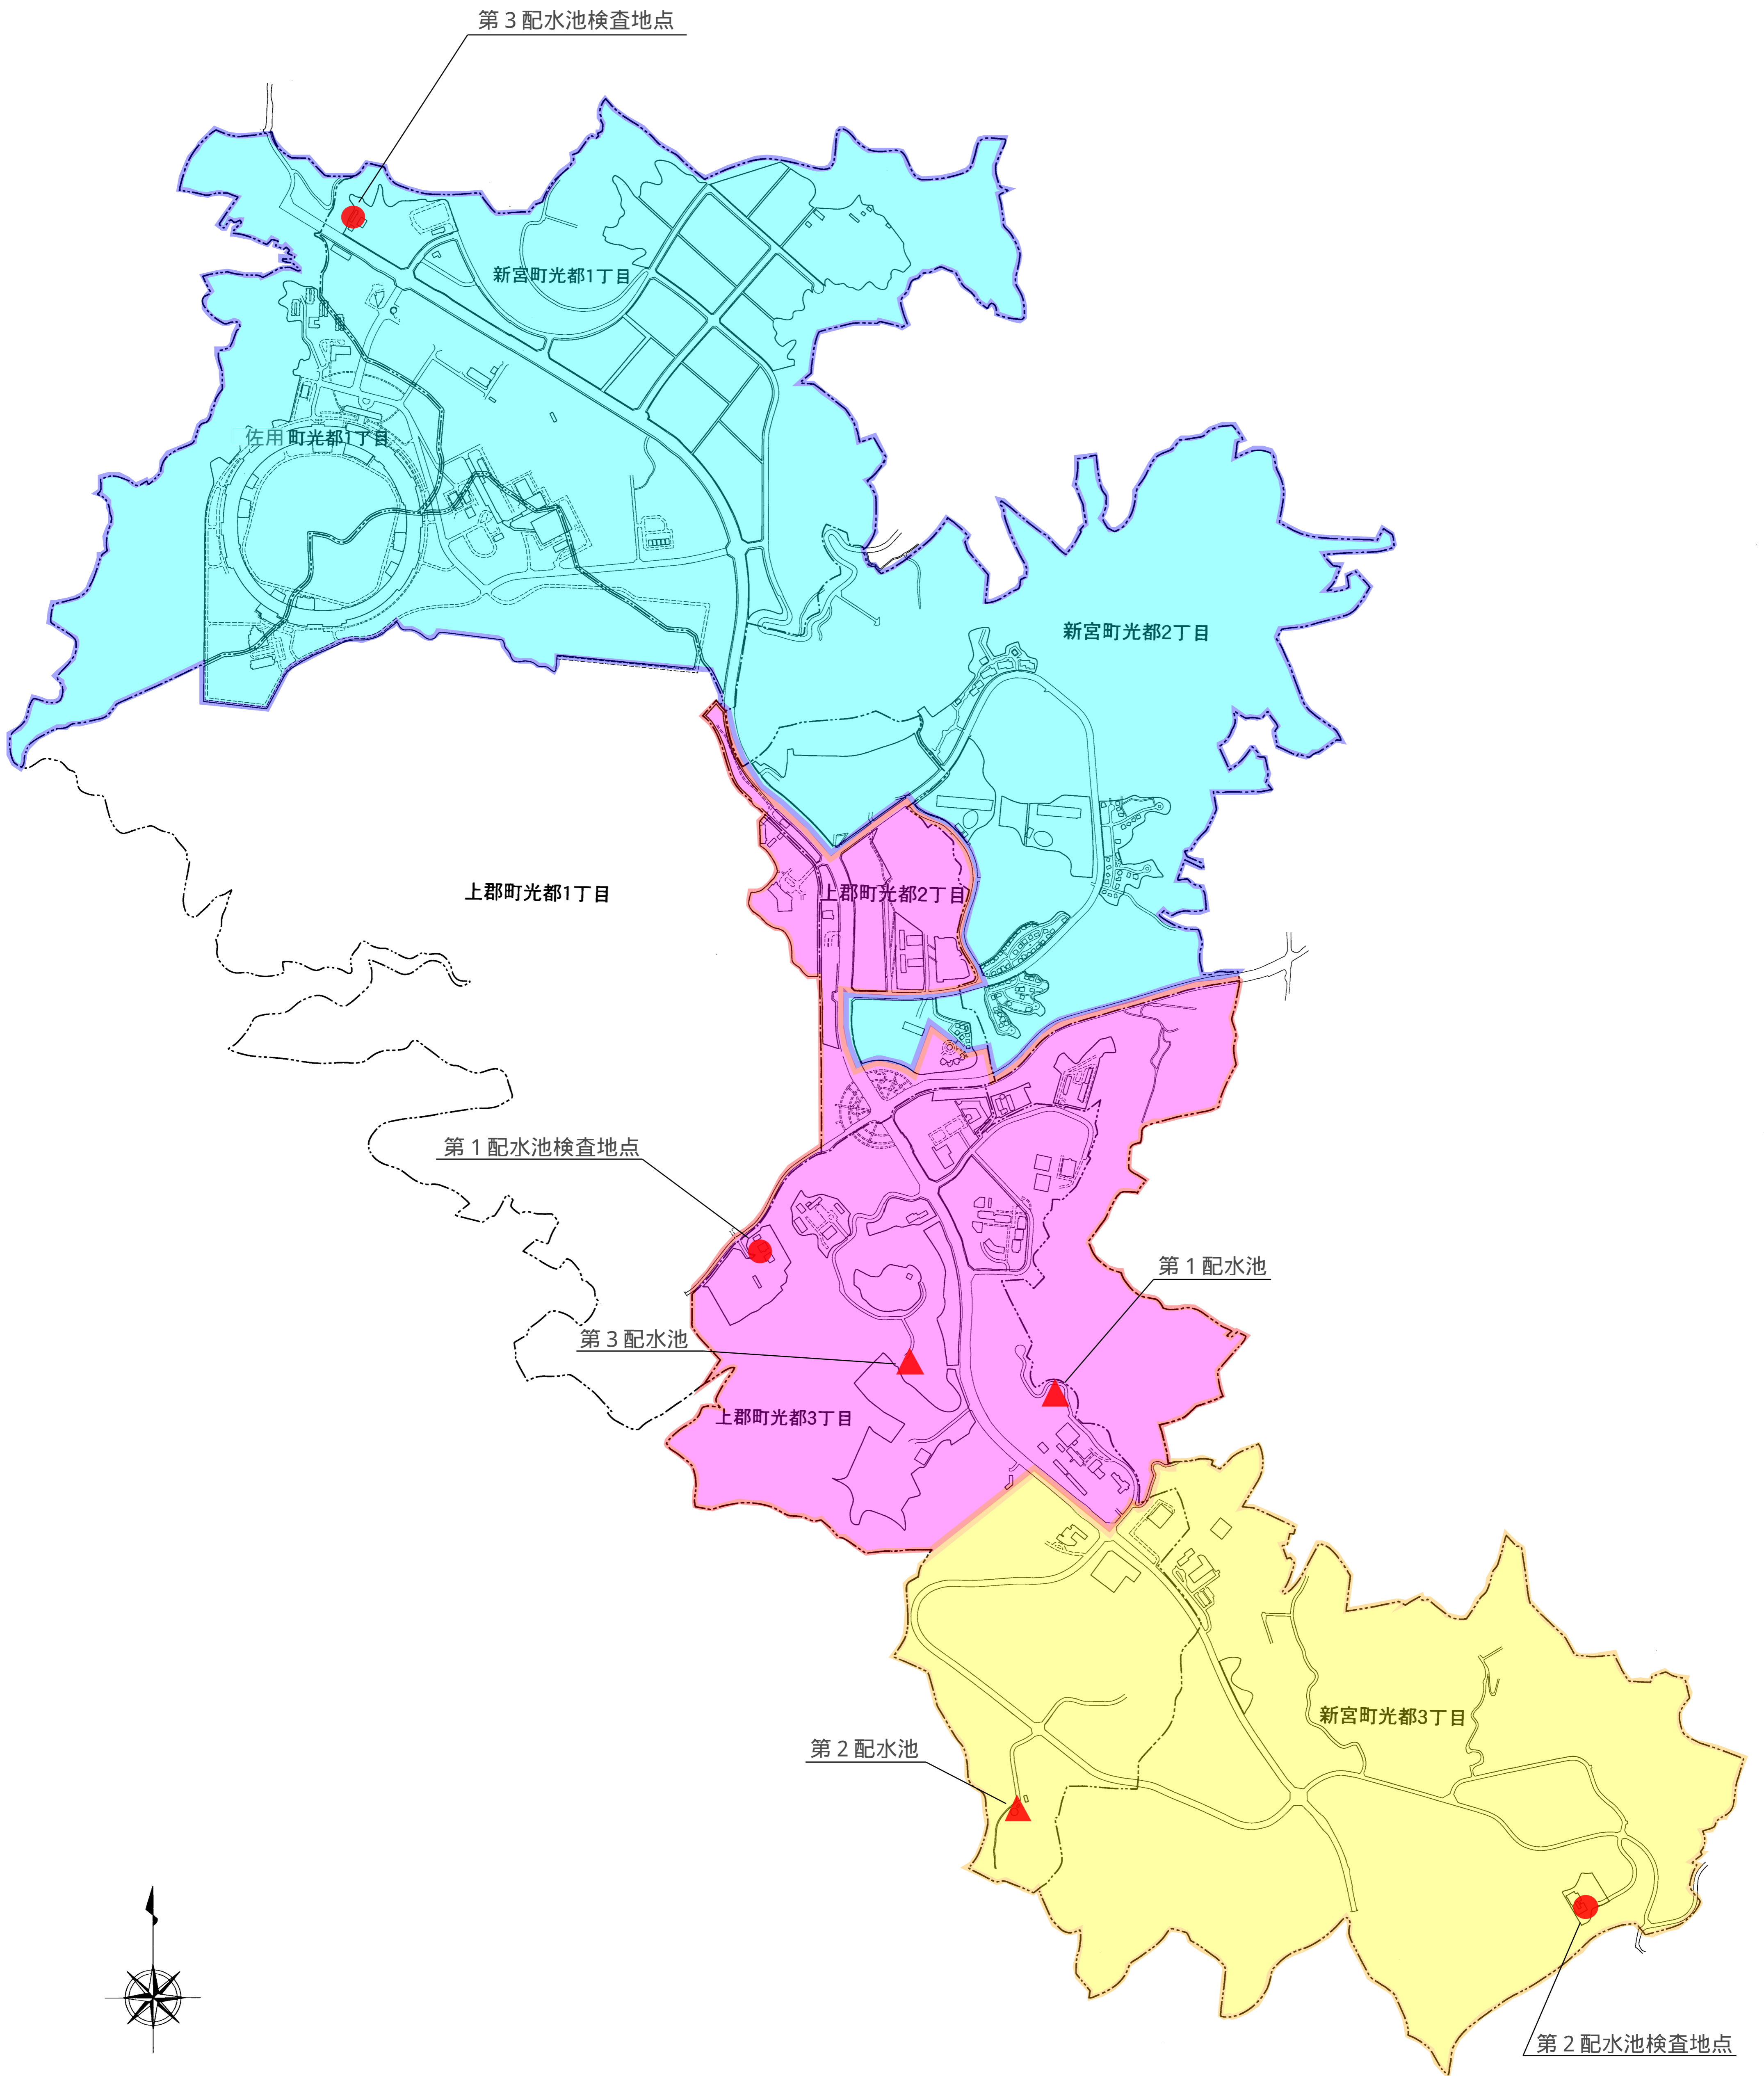 第3配水池検査地点
新宮町光都1丁目
佐用町光都1丁目
新宮町光都2丁目
上郡町光都1丁目
上郡町光都2丁目
第1配水池検査地点
第1配水池
第3配水池
上郡町光都3丁目
新宮町光都3丁目
第2配水池
第2配水池検査地点